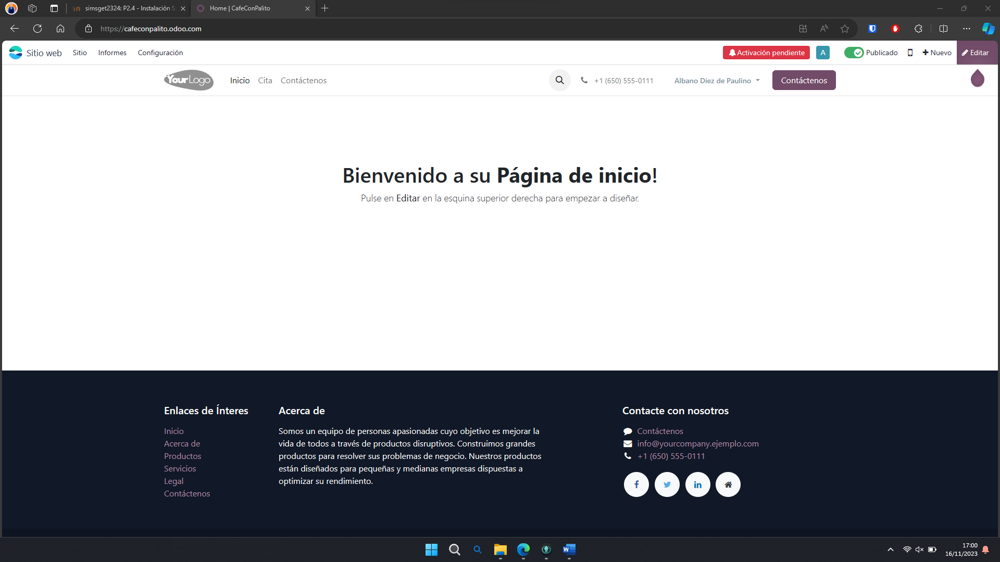 simsget2324: P2.4 - Instalación S
Home | CafeConPalito
https://cafeconpalito.odoo.com
Sitio web Sitio Informes Configuración Activación pendiente A Publicado Nuevo Editar
YourLogo Inicio Cita Contáctenos +1 (650) 555-0111 Albano Díez de Paulino Contáctenos
Bienvenido a su Página de inicio!
Pulse en Editar en la esquina superior derecha para empezar a diseñar.
Enlaces de Ínteres
Inicio
Acerca de
Productos
Servicios
Legal
Contáctenos
Acerca de
Somos un equipo de personas apasionadas cuyo objetivo es mejorar la
vida de todos a través de productos disruptivos. Construimos grandes
productos para resolver sus problemas de negocio. Nuestros productos
están diseñados para pequeñas y medianas empresas dispuestas a
optimizar su rendimiento.
Contacte con nosotros
Contáctenos
info@yourcompany.ejemplo.com
+1 (650) 555-0111
17:00
16/11/2023